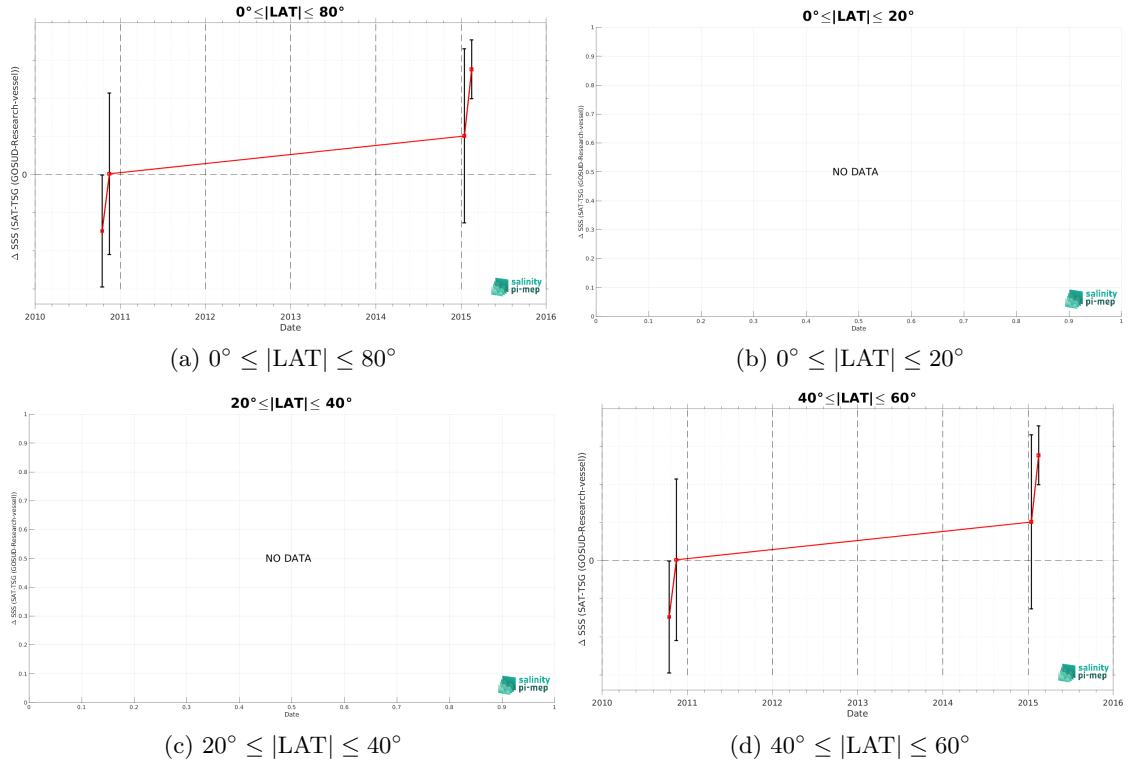 0°≤|LAT|≤ 80°
Δ SSS (SAT-TSG (GOSUD-Research-vessel))
0
2010 2011 2012 2013 2014 2015 2016
Date
salinity
pi-mep
(a) 0° ≤ |LAT| ≤ 80°
0°≤|LAT|≤ 20°
Δ SSS (SAT-TSG (GOSUD-Research-vessel))
1
0.9
0.8
0.7
0.6
0.5
0.4
0.3
0.2
0.1
0
NO DATA
0 0.1 0.2 0.3 0.4 0.5 0.6 0.7 0.8 0.9 1
Date
salinity
pi-mep
(b) 0° ≤ |LAT| ≤ 20°
20°≤|LAT|≤ 40°
Δ SSS (SAT-TSG (GOSUD-Research-vessel))
1
0.9
0.8
0.7
0.6
0.5
0.4
0.3
0.2
0.1
0
NO DATA
0 0.1 0.2 0.3 0.4 0.5 0.6 0.7 0.8 0.9 1
Date
salinity
pi-mep
(c) 20° ≤ |LAT| ≤ 40°
40°≤|LAT|≤ 60°
Δ SSS (SAT-TSG (GOSUD-Research-vessel))
0
2010 2011 2012 2013 2014 2015 2016
Date
salinity
pi-mep
(d) 40° ≤ |LAT| ≤ 60°